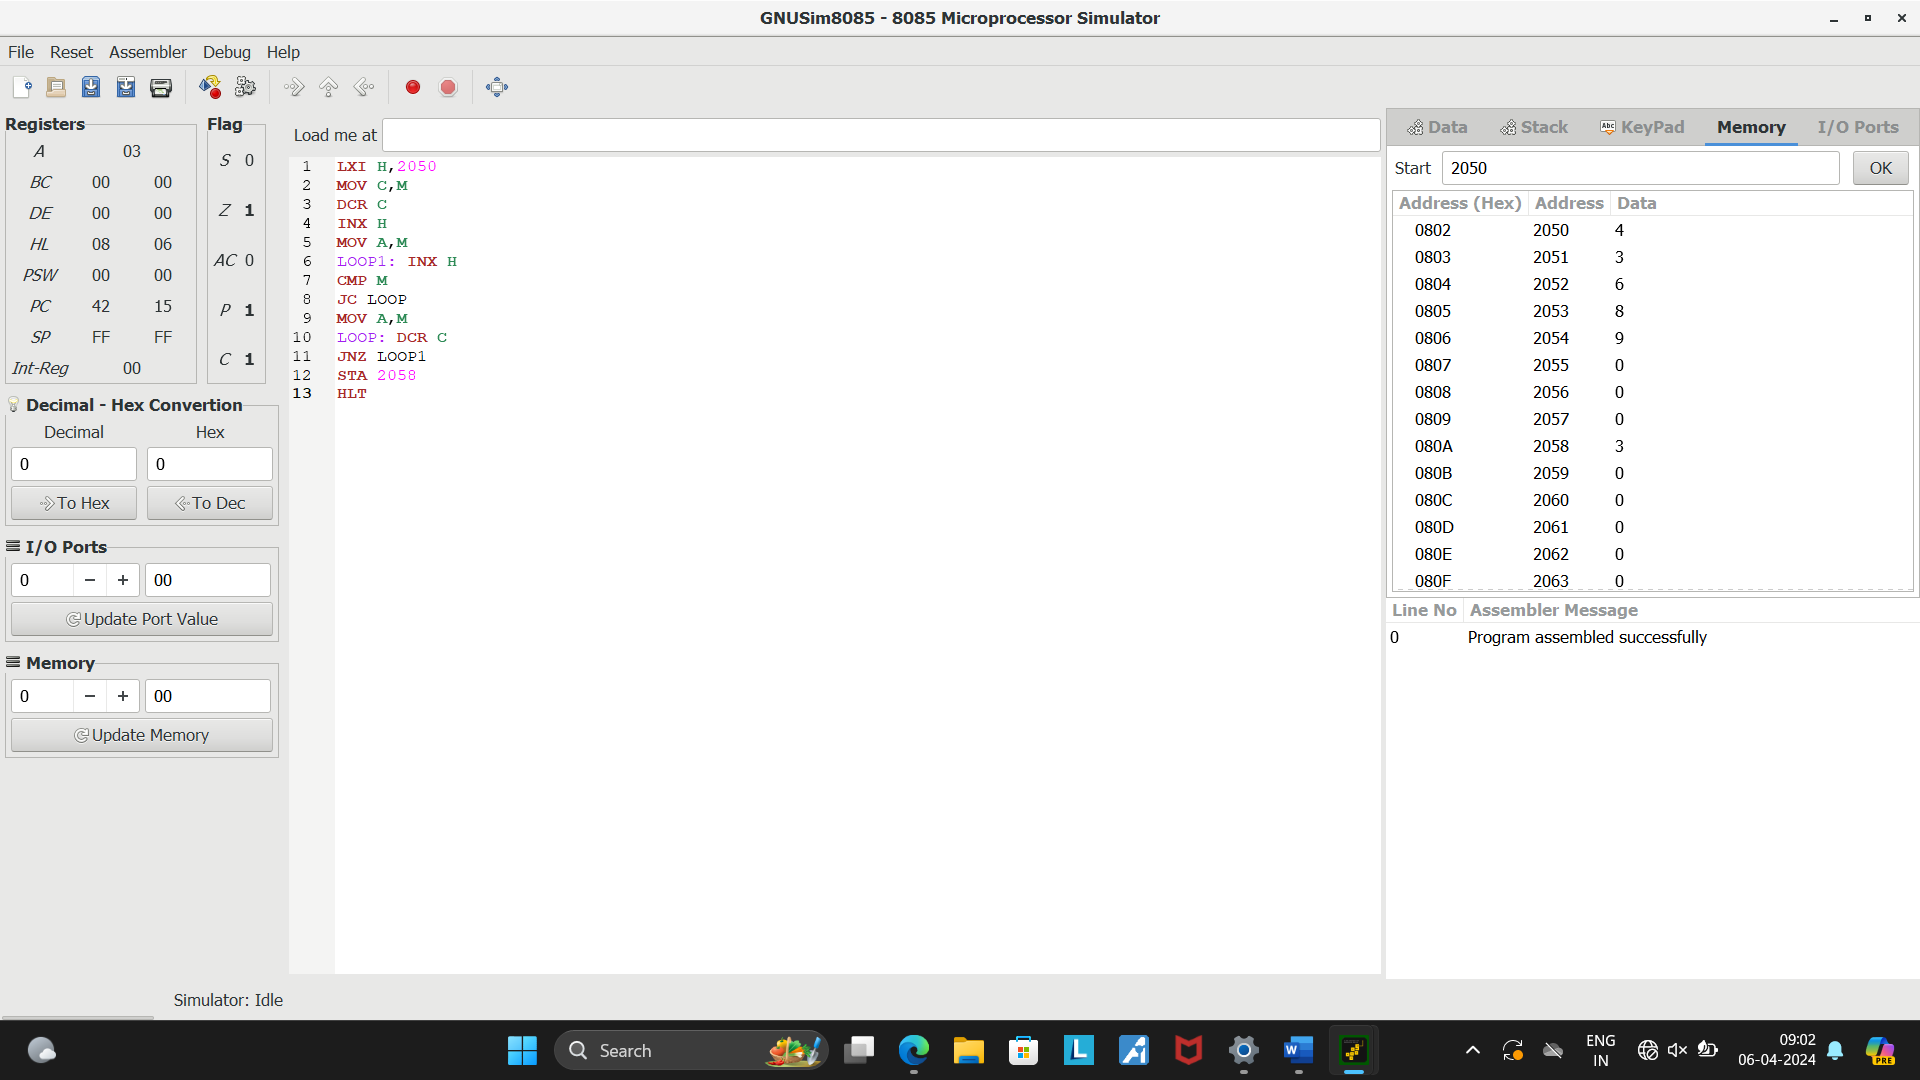 GNUSim8085 - 8085 Microprocessor Simulator
File Reset Assembler Debug Help
Registers
A 03
BC 00 00
DE 00 00
HL 08 06
PSW 00 00
PC 42 15
SP FF FF
Int-Reg 00
Flag
S 0
Z 1
AC 0
P 1
C 1
Decimal - Hex Convertion
Decimal Hex
0 0
To Hex To Dec
I/O Ports
0 − + 00
Update Port Value
Memory
0 − + 00
Update Memory
Load me at
1 LXI H,2050
2 MOV C,M
3 DCR C
4 INX H
5 MOV A,M
6 LOOP1: INX H
7 CMP M
8 JC LOOP
9 MOV A,M
10 LOOP: DCR C
11 JNZ LOOP1
12 STA 2058
13 HLT
Data Stack Abc KeyPad Memory I/O Ports
Start 2050 OK
Address (Hex) Address Data
0802 2050 4
0803 2051 3
0804 2052 6
0805 2053 8
0806 2054 9
0807 2055 0
0808 2056 0
0809 2057 0
080A 2058 3
080B 2059 0
080C 2060 0
080D 2061 0
080E 2062 0
080F 2063 0
Line No Assembler Message
0 Program assembled successfully
Simulator: Idle
Search
L
W
ENG
IN
09:02
06-04-2024
PRE